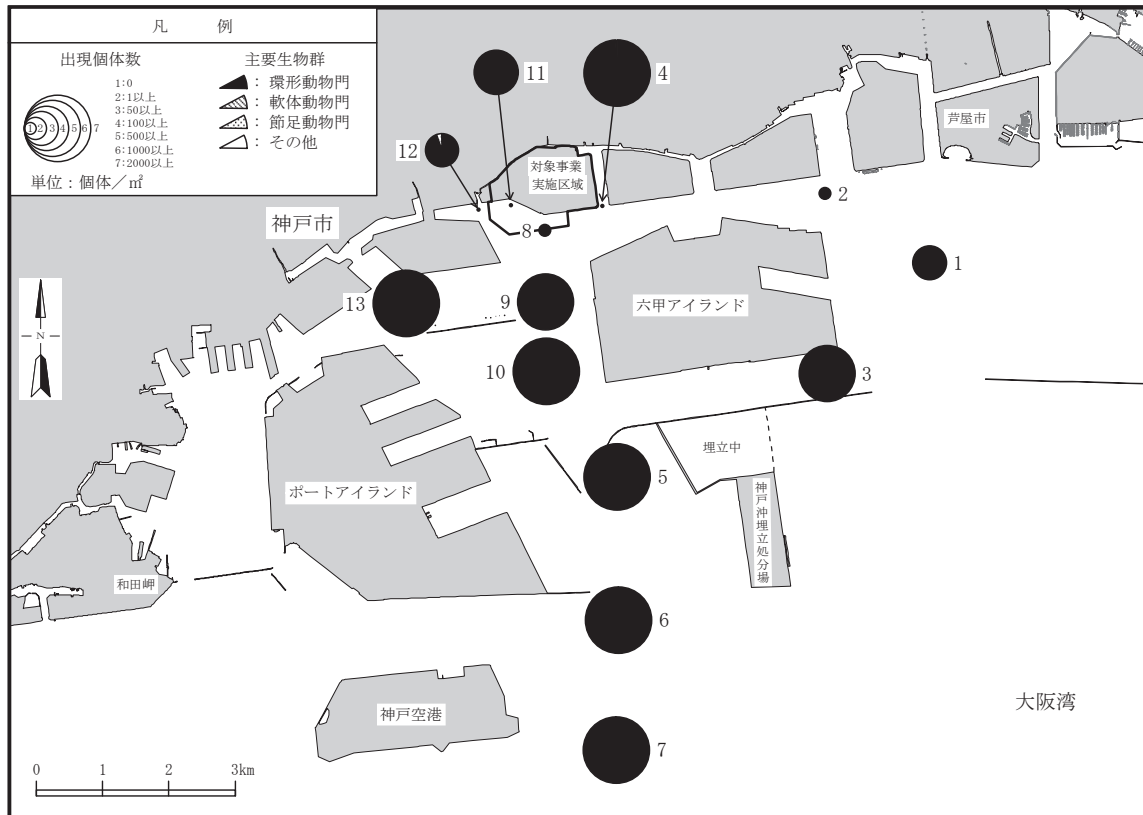 凡 例
出現個体数
1:0
2:1以上
3:50以上
4:100以上
5:500以上
6:1000以上
7:2000以上
1 2 3 4 5 6 7
単位：個体／㎡
主要生物群
： 環形動物門
： 軟体動物門
： 節足動物門
： その他
11
4
12
対象事業
実施区域
芦屋市
2
神戸市
8
1
13
9
六甲アイランド
N
10
3
埋立中
5
ポートアイランド
神戸沖埋立処分場
和田岬
6
神戸空港
大阪湾
7
0 1 2 3km